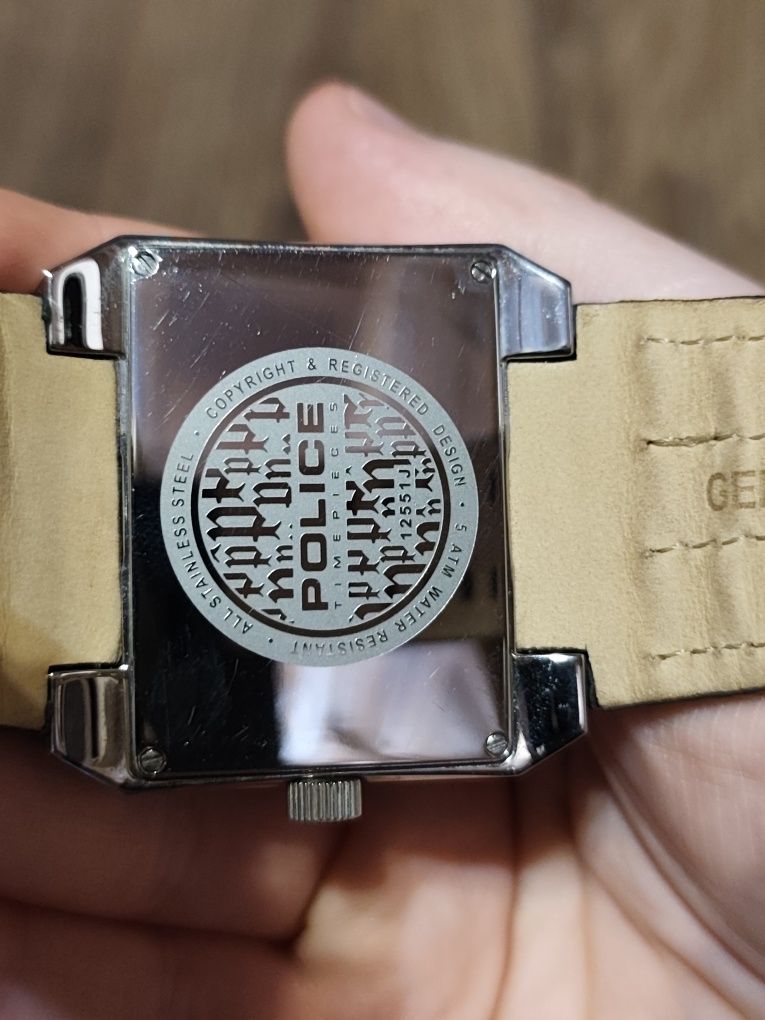 COPYRIGHT & REGISTERED DESIGN • 5 ATM WATER RESISTANT • ALL STAINLESS STEEL •
POLICE
TIMEPIECES
12551J